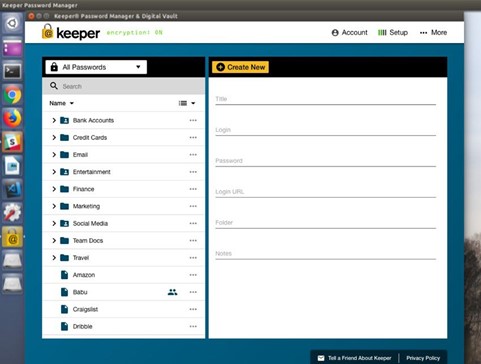 Keeper Password Manager
Keeper® Password Manager & Digital Vault
keeper encryption: ON
Account Setup More
All Passwords
Create New
Search
Name
Bank Accounts
Credit Cards
Email
Entertainment
Finance
Marketing
Social Media
Team Docs
Travel
Amazon
Babu
Craigslist
Dribble
Title
Login
Password
Login URL
Folder
Notes
Tell a Friend About Keeper Privacy Policy